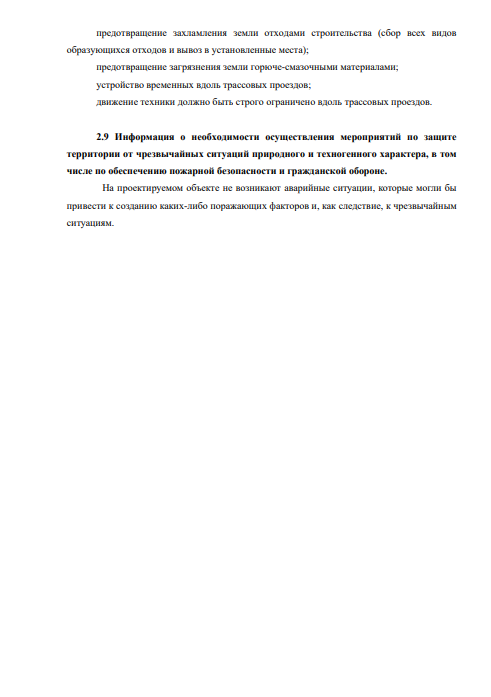 предотвращение захламления земли отходами строительства (сбор всех видов
образующихся отходов и вывоз в установленные места);
предотвращение загрязнения земли горюче-смазочными материалами;
устройство временных вдоль трассовых проездов;
движение техники должно быть строго ограничено вдоль трассовых проездов.
2.9 Информация о необходимости осуществления мероприятий по защите
территории от чрезвычайных ситуаций природного и техногенного характера, в том
числе по обеспечению пожарной безопасности и гражданской обороне.
На проектируемом объекте не возникают аварийные ситуации, которые могли бы
привести к созданию каких-либо поражающих факторов и, как следствие, к чрезвычайным
ситуациям.